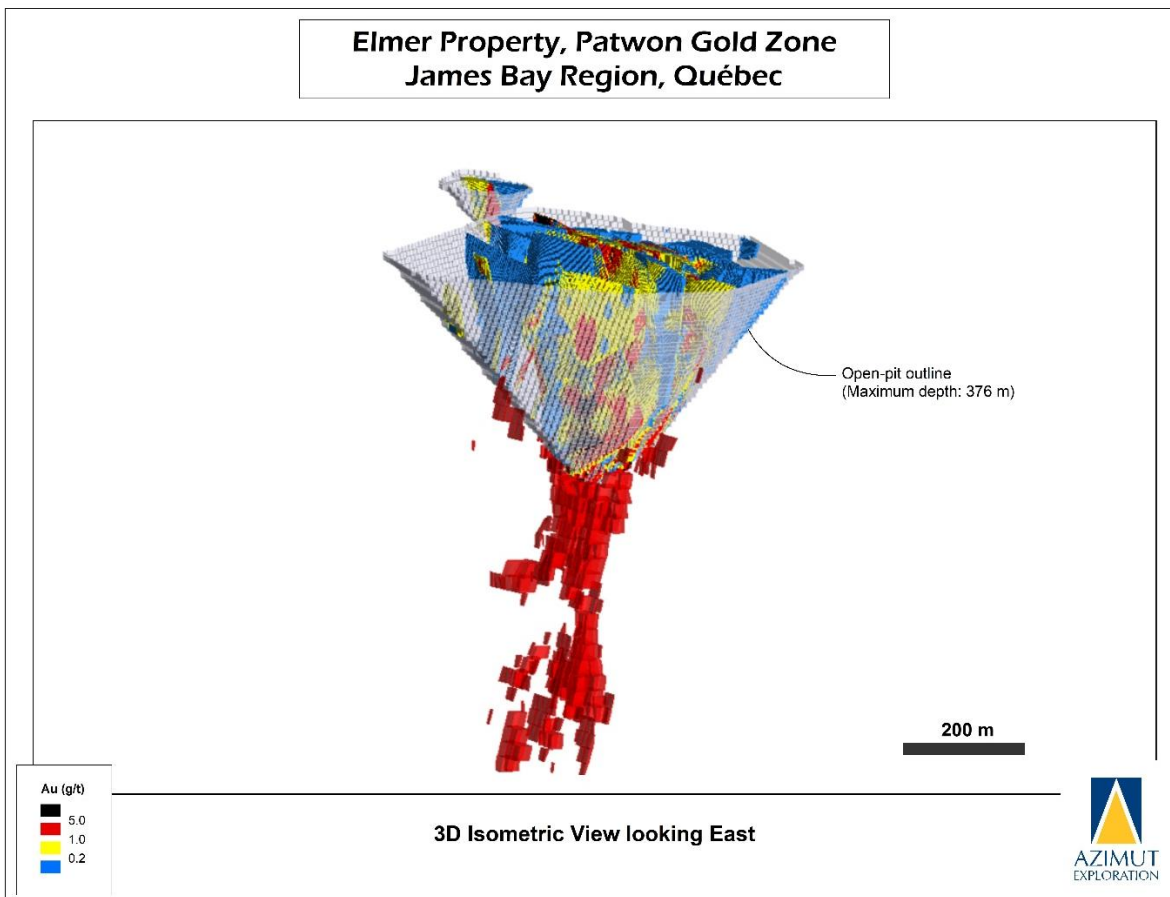 Elmer Property, Patwon Gold Zone
James Bay Region, Québec
Open-pit outline
(Maximum depth: 376 m)
200 m
Au (g/t)
5.0
1.0
0.2
3D Isometric View looking East
AZIMUT
EXPLORATION